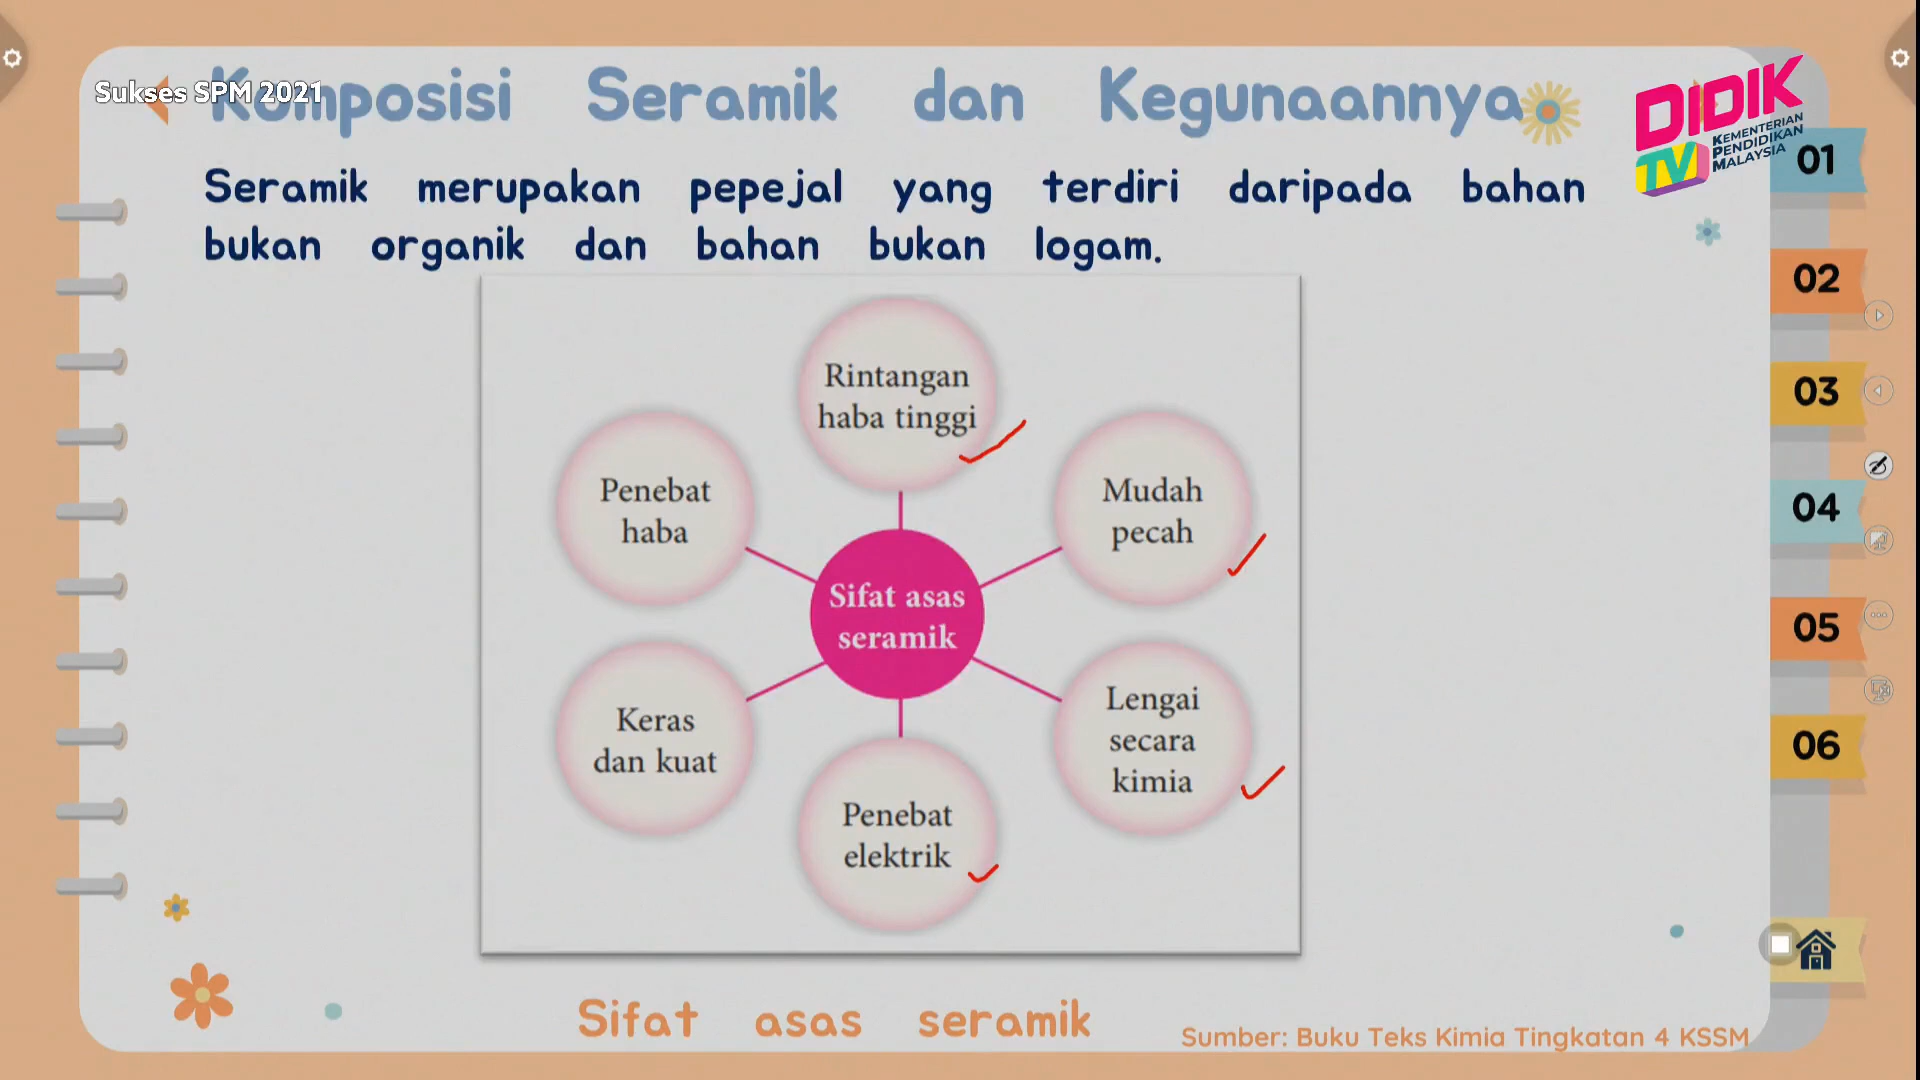 Sukses SPM 2021
Komposisi Seramik dan Kegunaannya
DIDIK
TV
KEMENTERIAN
PENDIDIKAN
MALAYSIA
Seramik merupakan pepejal yang terdiri daripada bahan
bukan organik dan bahan bukan logam.
Rintangan
haba tinggi
Penebat
haba
Mudah
pecah
Sifat asas
seramik
Keras
dan kuat
Lengai
secara
kimia
Penebat
elektrik
Sifat asas seramik
Sumber: Buku Teks Kimia Tingkatan 4 KSSM
01
02
03
04
05
06